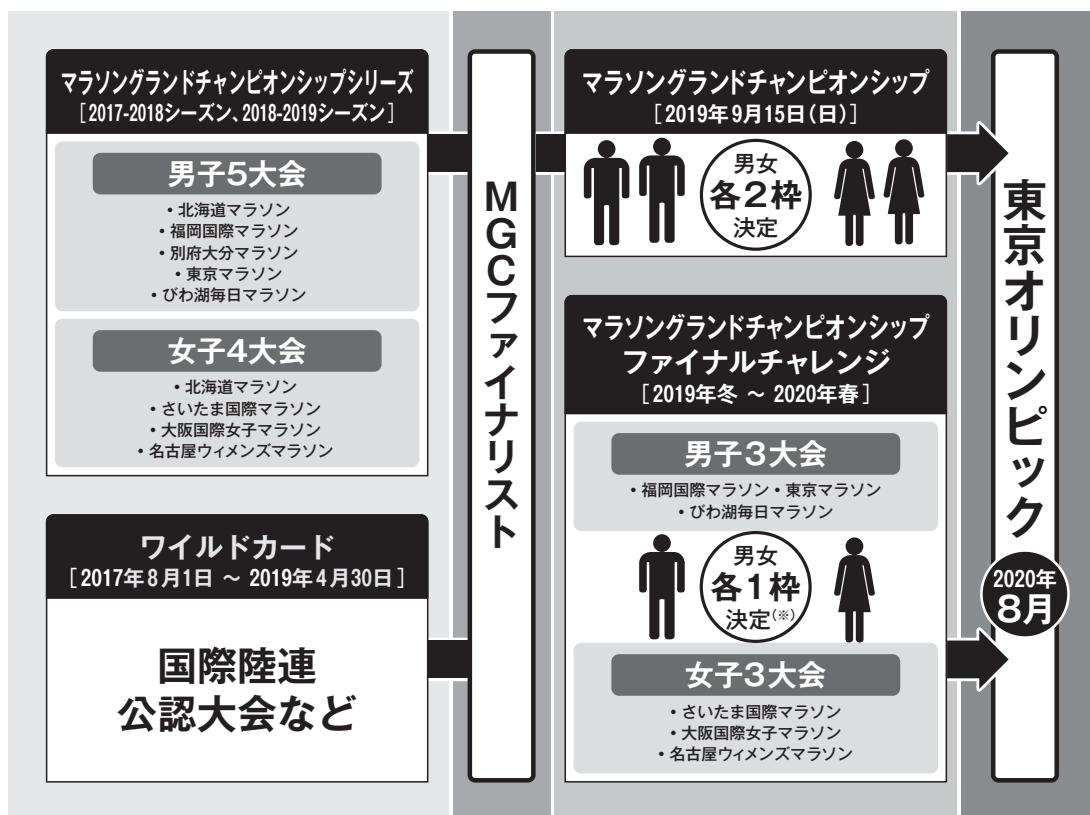 マラソングランドチャンピオンシップシリーズ
[2017-2018シーズン、2018-2019シーズン]
男子5大会
• 北海道マラソン
• 福岡国際マラソン
• 別府大分マラソン
• 東京マラソン
• びわ湖毎日マラソン
女子4大会
• 北海道マラソン
• さいたま国際マラソン
• 大阪国際女子マラソン
• 名古屋ウィメンズマラソン
ワイルドカード
[2017年8月1日 ～ 2019年4月30日]
国際陸連
公認大会など
MGCファイナリスト
マラソングランドチャンピオンシップ
[2019年9月15日(日)]
男女
各2枠
決定
マラソングランドチャンピオンシップ
ファイナルチャレンジ
[2019年冬 ～ 2020年春]
男子3大会
• 福岡国際マラソン • 東京マラソン
• びわ湖毎日マラソン
男女
各1枠
決定(※)
女子3大会
• さいたま国際マラソン
• 大阪国際女子マラソン
• 名古屋ウィメンズマラソン
東京オリンピック
2020年
8月